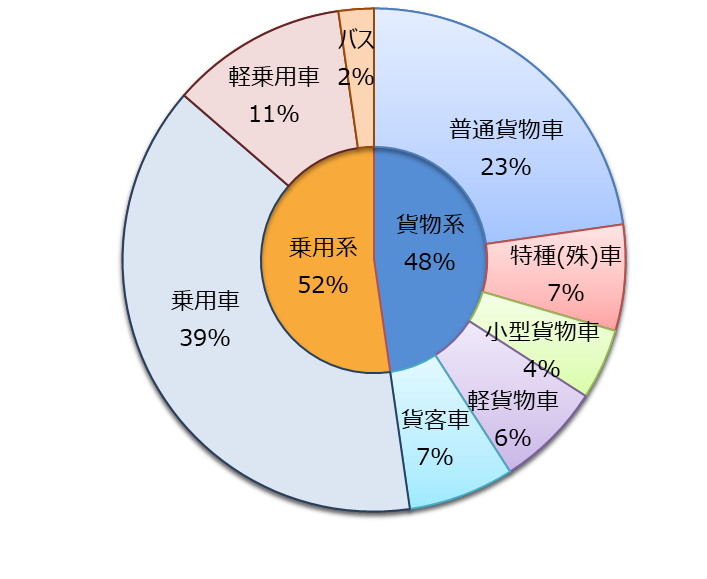 バス
2%
軽乗用車
11%
普通貨物車
23%
貨物系
48%
乗用系
52%
特種(殊)車
7%
乗用車
39%
小型貨物車
4%
軽貨物車
6%
貨客車
7%